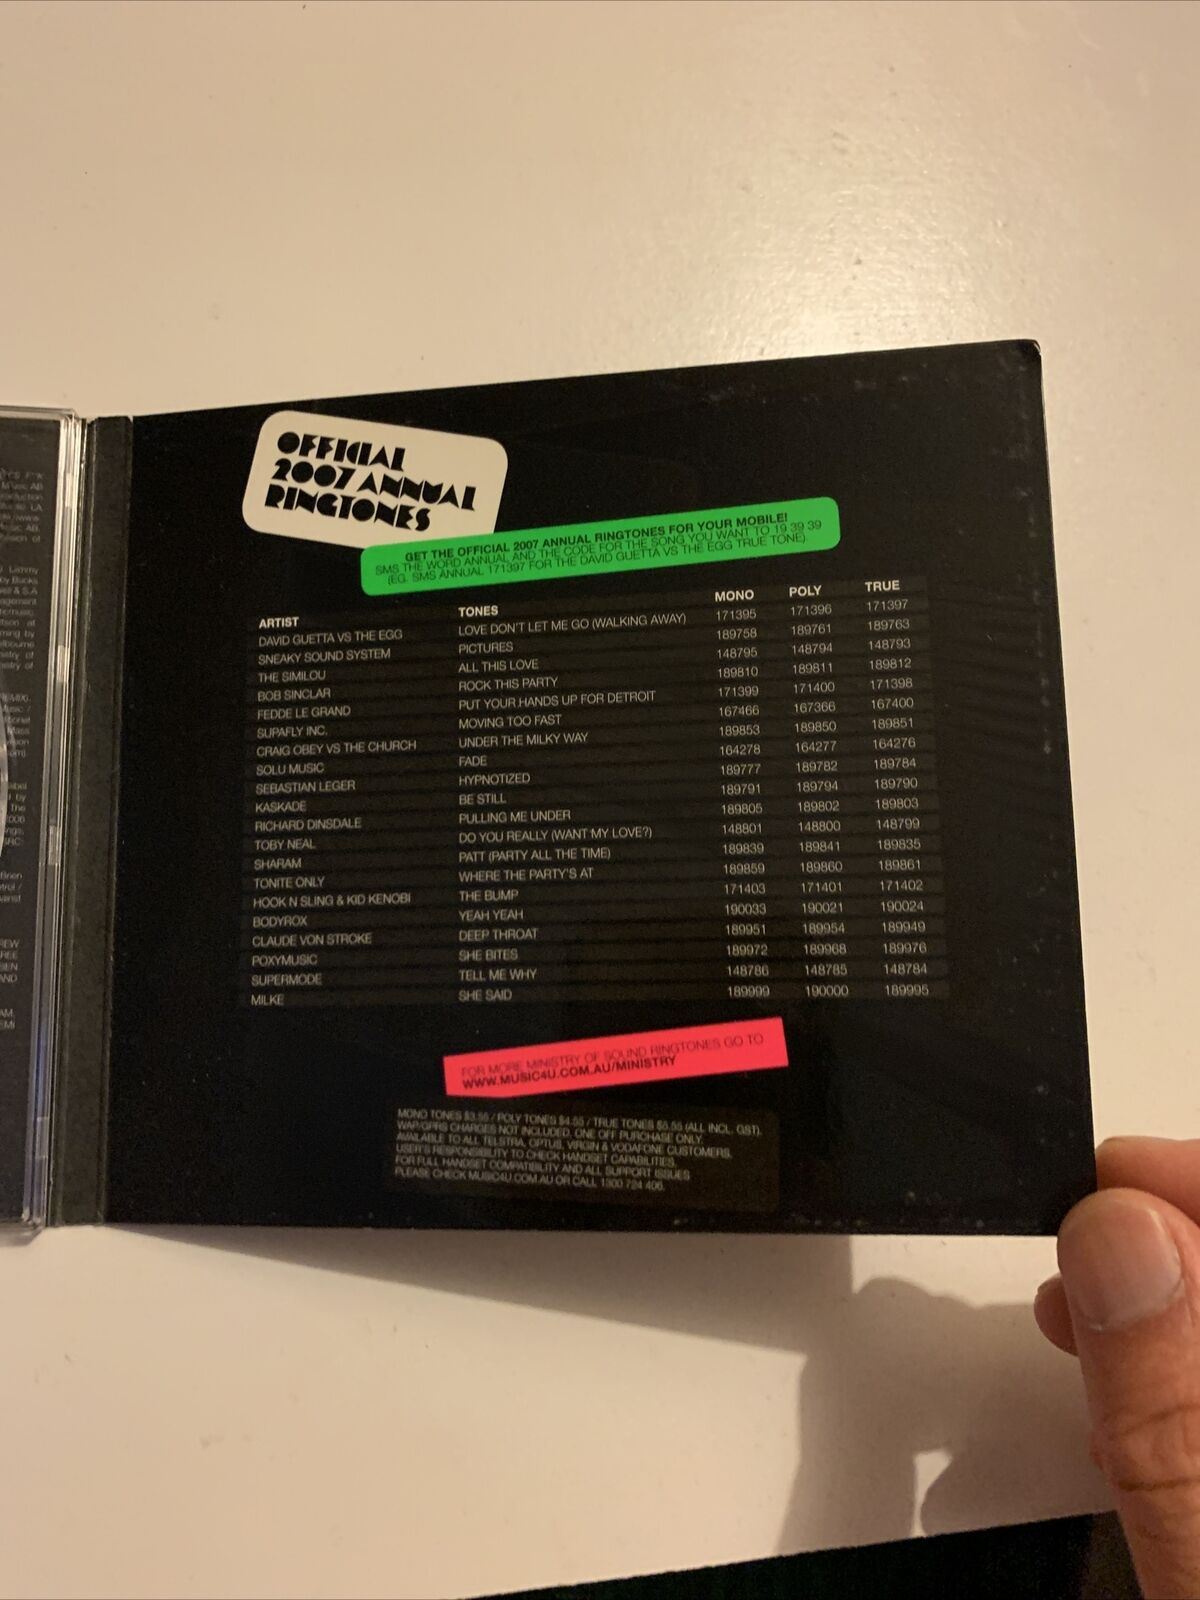 OFFICIAL
2007 ANNUAL
RINGTONES
GET THE OFFICIAL 2007 ANNUAL RINGTONES FOR YOUR MOBILE!
SMS THE WORD ANNUAL AND THE CODE FOR THE SONG YOU WANT TO 19 39 39
(EG. SMS ANNUAL 171397 FOR THE DAVID GUETTA VS THE EGG TRUE TONE).
ARTIST TONES MONO POLY TRUE
DAVID GUETTA VS THE EGG LOVE DON'T LET ME GO (WALKING AWAY) 171395 171396 171397
SNEAKY SOUND SYSTEM PICTURES 189758 189761 189763
THE SIMILOU ALL THIS LOVE 148795 148794 148793
BOB SINCLAR ROCK THIS PARTY 189810 189811 189812
FEDDE LE GRAND PUT YOUR HANDS UP FOR DETROIT 171399 171400 171398
SUPAFLY INC. MOVING TOO FAST 167466 167366 167400
CRAIG OBEY VS THE CHURCH UNDER THE MILKY WAY 189853 189850 189851
SOLU MUSIC FADE 164278 164277 164276
SEBASTIAN LEGER HYPNOTIZED 189777 189782 189784
KASKADE BE STILL 189791 189794 189790
RICHARD DINSDALE PULLING ME UNDER 189805 189802 189803
TOBY NEAL DO YOU REALLY (WANT MY LOVE?) 148801 148800 148799
SHARAM PATT (PARTY ALL THE TIME) 189839 189841 189835
TONITE ONLY WHERE THE PARTY'S AT 189859 189860 189861
HOOK N SLING & KID KENOBI THE BUMP 171403 171401 171402
BODYROX YEAH YEAH 190033 190021 190024
CLAUDE VON STROKE DEEP THROAT 189951 189954 189949
POXYMUSIC SHE BITES 189972 189968 189976
SUPERMODE TELL ME WHY 148786 148785 148784
MILKE SHE SAID 189999 190000 189995
FOR MORE MINISTRY OF SOUND RINGTONES GO TO
WWW.MUSIC4U.COM.AU/MINISTRY
MONO TONES $3.55 / POLY TONES $4.55 / TRUE TONES $5.55 (ALL INCL. GST).
WAP/GPRS CHARGES NOT INCLUDED. ONE OFF PURCHASE ONLY.
AVAILABLE TO ALL TELSTRA, OPTUS, VIRGIN & VODAFONE CUSTOMERS.
USER'S RESPONSIBILITY TO CHECK HANDSET CAPABILITIES.
FOR FULL HANDSET COMPATIBILITY AND ALL SUPPORT ISSUES
PLEASE CHECK MUSIC4U.COM.AU OR CALL 1300 724 406.